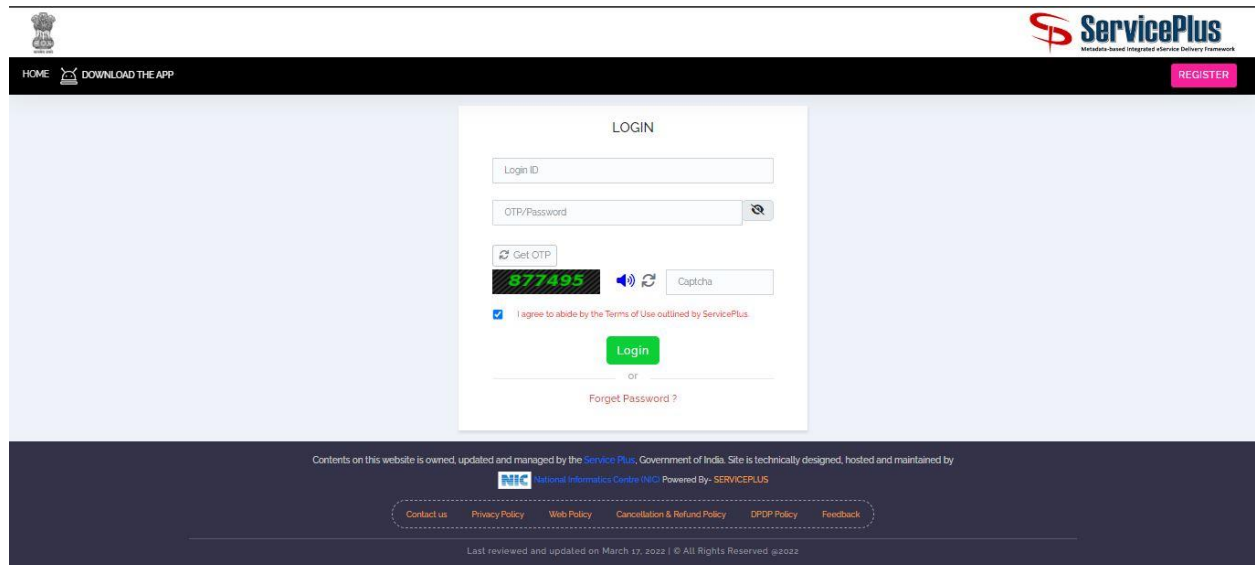 ServicePlus
Metadata-based Integrated eService Delivery Framework
HOME DOWNLOAD THE APP REGISTER
LOGIN
Login ID
OTP/Password
Get OTP
877495 Captcha
I agree to abide by the Terms of Use outlined by ServicePlus.
Login
or
Forget Password ?
Contents on this website is owned, updated and managed by the Service Plus, Government of India. Site is technically designed, hosted and maintained by
NIC National Informatics Centre (NIC) Powered By- SERVICEPLUS
Contact us Privacy Policy Web Policy Cancellation & Refund Policy DPDP Policy Feedback
Last reviewed and updated on March 17, 2022 | © All Rights Reserved @2022